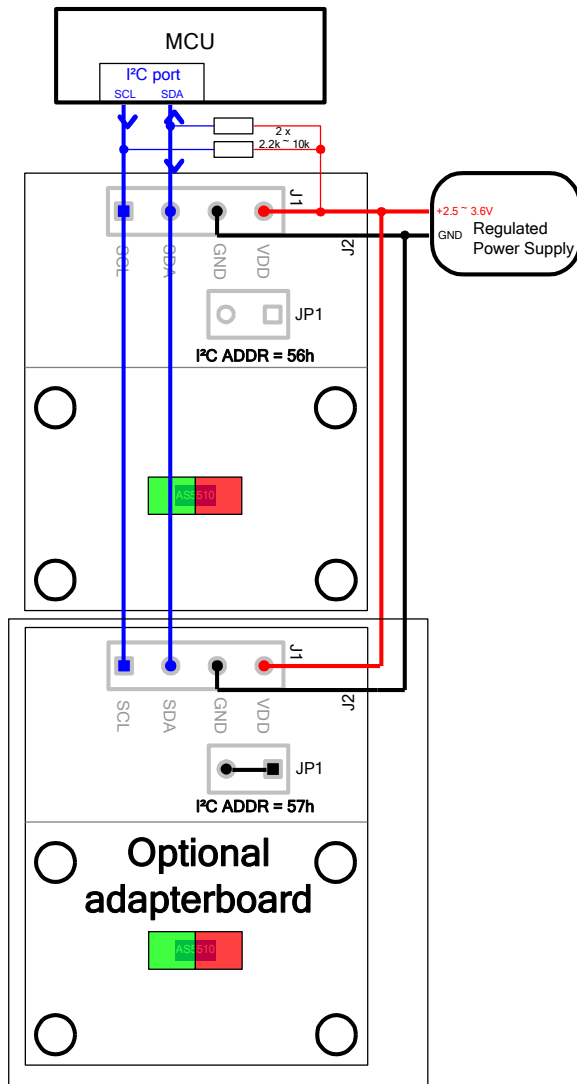 MCU
I²C port
SCL SDA
2 x
2.2k ~ 10k
+2.5 ~ 3.6V
GND
Regulated
Power Supply
J1
J2
SCL
SDA
GND
VDD
JP1
I²C ADDR = 56h
AS5510
J1
J2
SCL
SDA
GND
VDD
JP1
I²C ADDR = 57h
Optional
adapterboard
AS5510